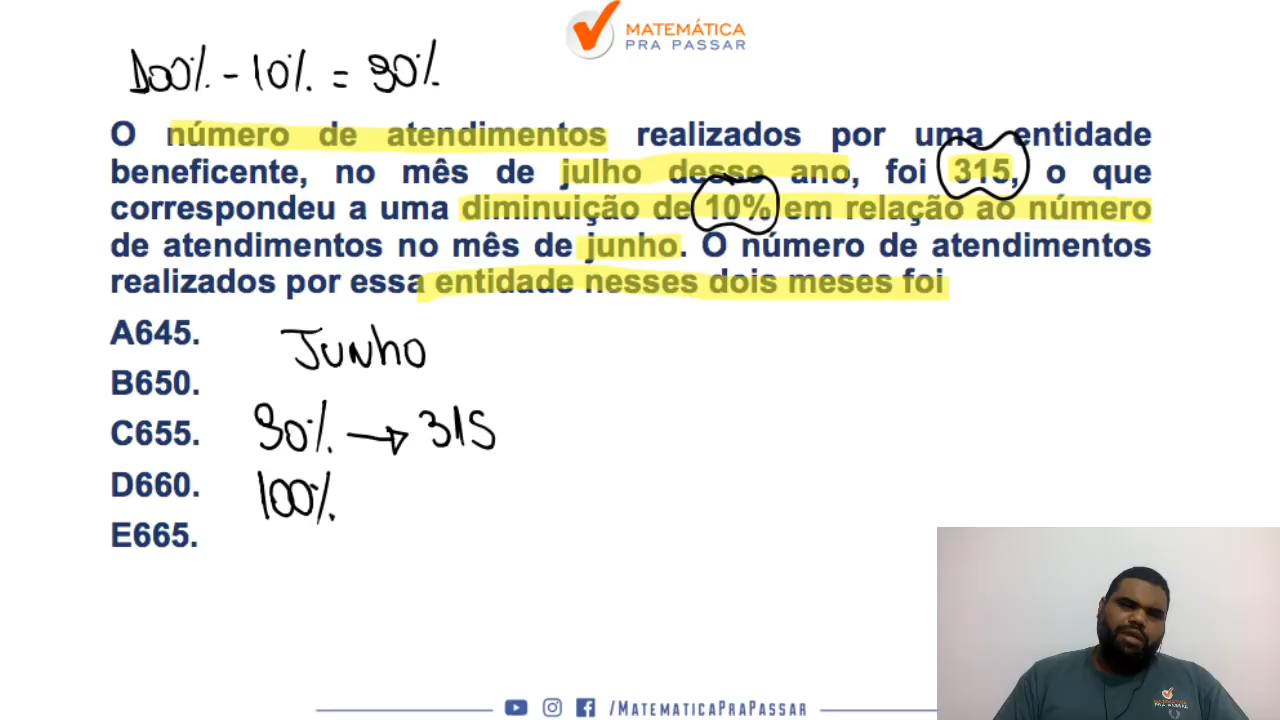 MATEMÁTICA
PRA PASSAR
100% - 10% = 90%
O número de atendimentos realizados por uma entidade
beneficente, no mês de julho desse ano, foi 315, o que
correspondeu a uma diminuição de 10% em relação ao número
de atendimentos no mês de junho. O número de atendimentos
realizados por essa entidade nesses dois meses foi
A645.
Junho
B650.
90% → 315
C655.
100%
D660.
E665.
MATEMÁTICA
PRA PASSAR
/MATEMATICAPRAPASSAR